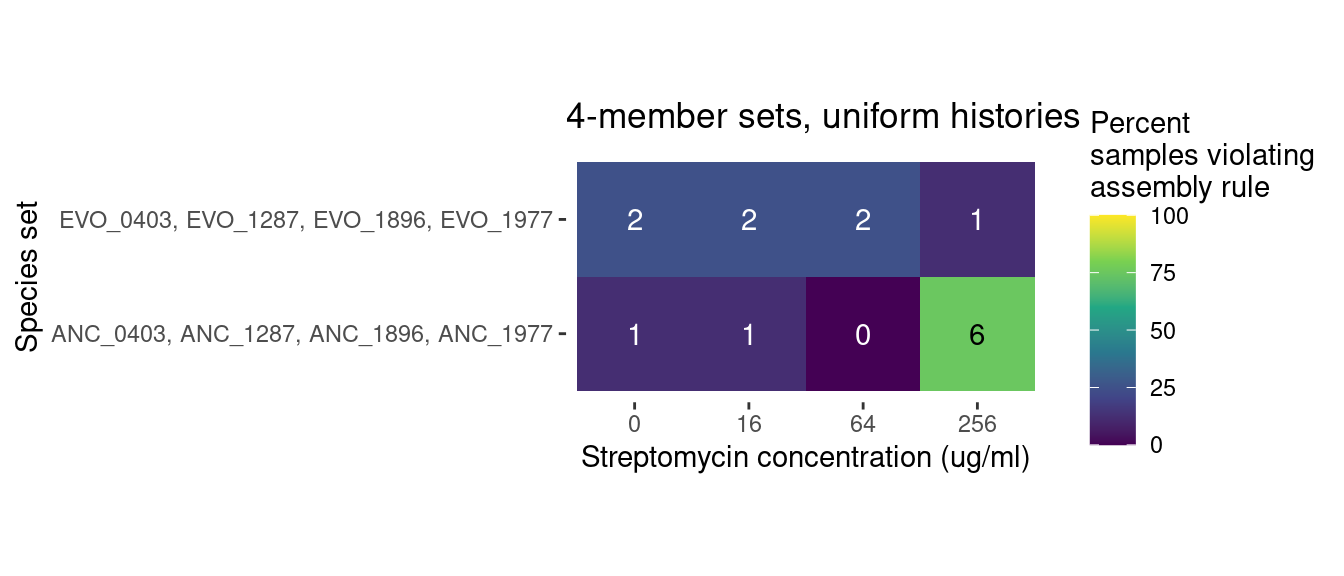 4-member sets, uniform histories
Percent
samples violating
assembly rule
100
75
50
25
0
Species set
EVO_0403, EVO_1287, EVO_1896, EVO_1977
2 2 2 1
ANC_0403, ANC_1287, ANC_1896, ANC_1977
1 1 0 6
0 16 64 256
Streptomycin concentration (ug/ml)